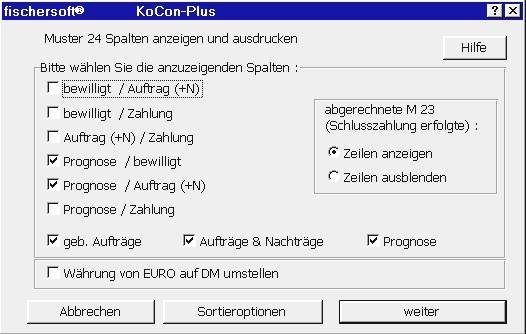 fischersoft® KoCon-Plus
Muster 24 Spalten anzeigen und ausdrucken
Hilfe
Bitte wählen Sie die anzuzeigenden Spalten :
bewilligt / Auftrag (+N)
bewilligt / Zahlung
Auftrag (+N) / Zahlung
Prognose / bewilligt
Prognose / Auftrag (+N)
Prognose / Zahlung
abgerechnete M 23
(Schlusszahlung erfolgte) :
Zeilen anzeigen
Zeilen ausblenden
geb. Aufträge Aufträge & Nachträge Prognose
Währung von EURO auf DM umstellen
Abbrechen Sortieroptionen weiter